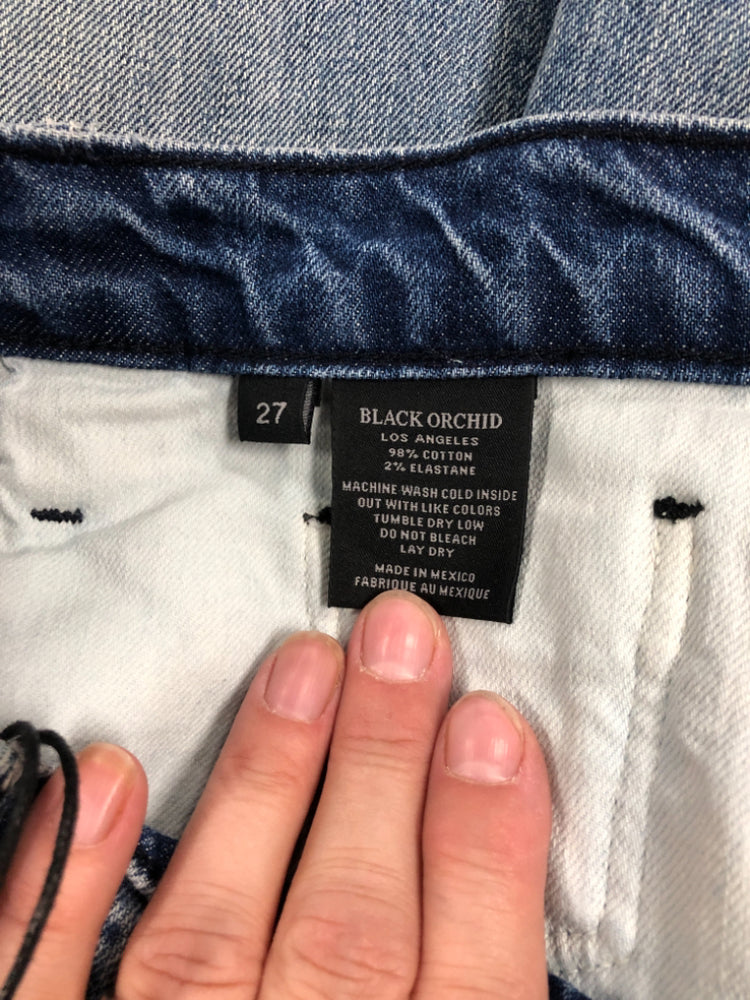 27
BLACK ORCHID
LOS ANGELES
98% COTTON
2% ELASTANE
MACHINE WASH COLD INSIDE
OUT WITH LIKE COLORS
TUMBLE DRY LOW
DO NOT BLEACH
LAY DRY
MADE IN MEXICO
FABRIQUE AU MEXIQUE